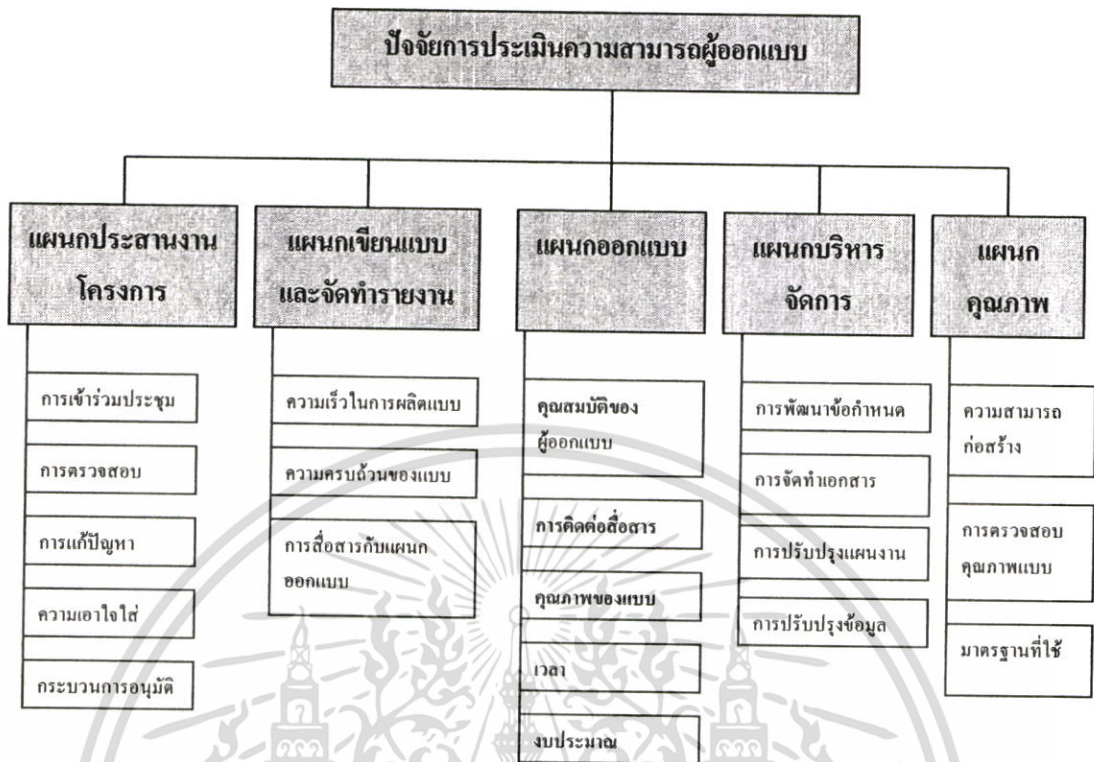 ปัจจัยการประเมินความสามารถผู้ออกแบบ
แผนกประสานงาน
โครงการ
การเข้าร่วมประชุม
การตรวจสอบ
การแก้ปัญหา
ความเอาใจใส่
กระบวนการอนุมัติ
แผนกเขียนแบบ
และจัดทำรายงาน
ความเร็วในการผลิตแบบ
ความครบถ้วนของแบบ
การสื่อสารกับแผนก
ออกแบบ
แผนกออกแบบ
คุณสมบัติของ
ผู้ออกแบบ
การติดต่อสื่อสาร
คุณภาพของแบบ
เวลา
งบประมาณ
แผนกบริหาร
จัดการ
การพัฒนาข้อกำหนด
การจัดทำเอกสาร
การปรับปรุงแผนงาน
การปรับปรุงข้อมูล
แผนก
คุณภาพ
ความสามารถ
ก่อสร้าง
การตรวจสอบ
คุณภาพแบบ
มาตรฐานที่ใช้